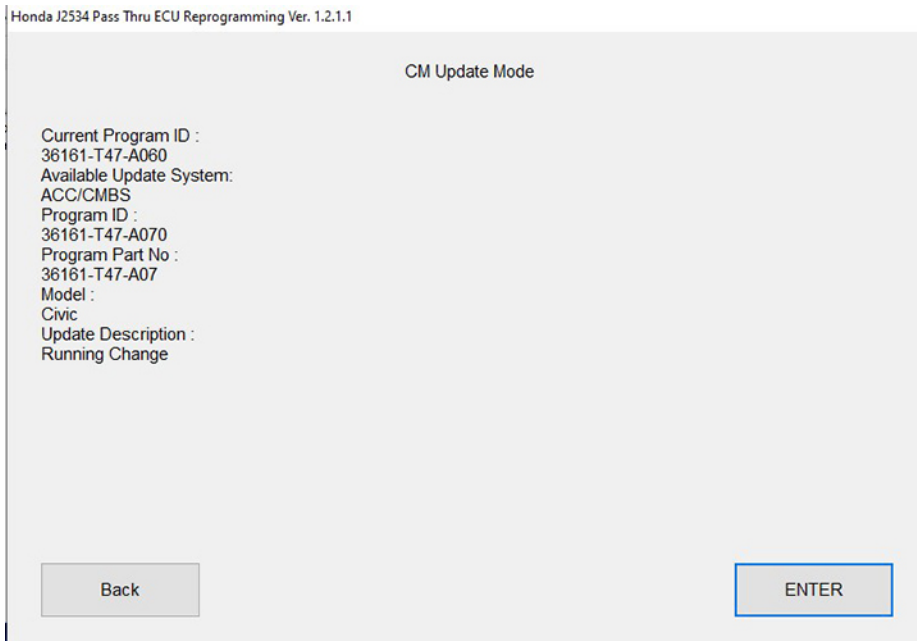 Honda J2534 Pass Thru ECU Reprogramming Ver. 1.2.1.1
CM Update Mode
Current Program ID :
36161-T47-A060
Available Update System:
ACC/CMBS
Program ID :
36161-T47-A070
Program Part No :
36161-T47-A07
Model :
Civic
Update Description :
Running Change
Back
ENTER